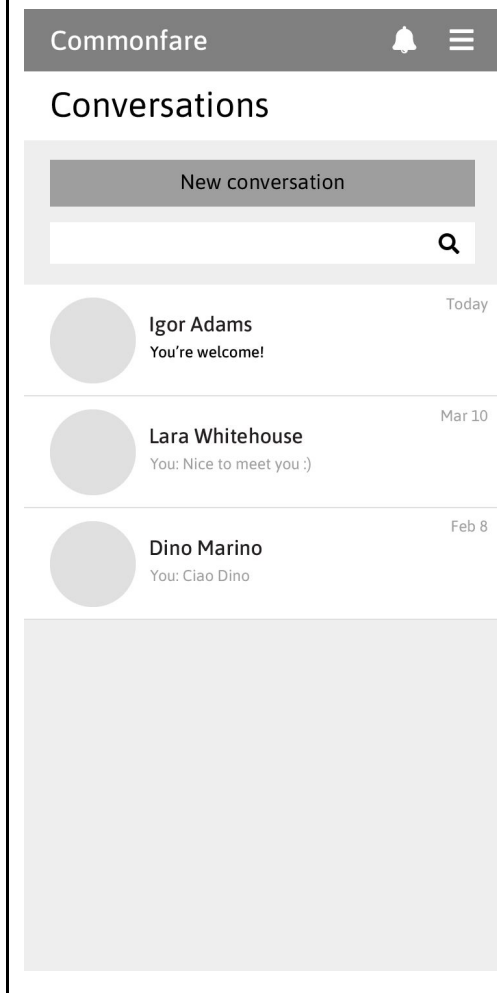 Commonfare
Conversations
New conversation
Today
Igor Adams
You’re welcome!
Mar 10
Lara Whitehouse
You: Nice to meet you :)
Feb 8
Dino Marino
You: Ciao Dino